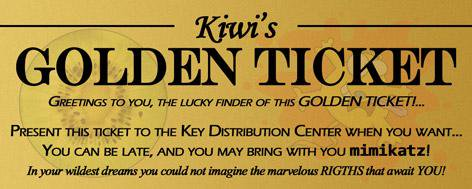 Kiwi's
GOLDEN TICKET
GREETINGS TO YOU, THE LUCKY FINDER OF THIS GOLDEN TICKET!...
PRESENT THIS TICKET TO THE KEY DISTRIBUTION CENTER WHEN YOU WANT...
YOU CAN BE LATE, AND YOU MAY BRING WITH YOU mimikatz!
In your wildest dreams you could not imagine the marvelous RIGTHS that await YOU!